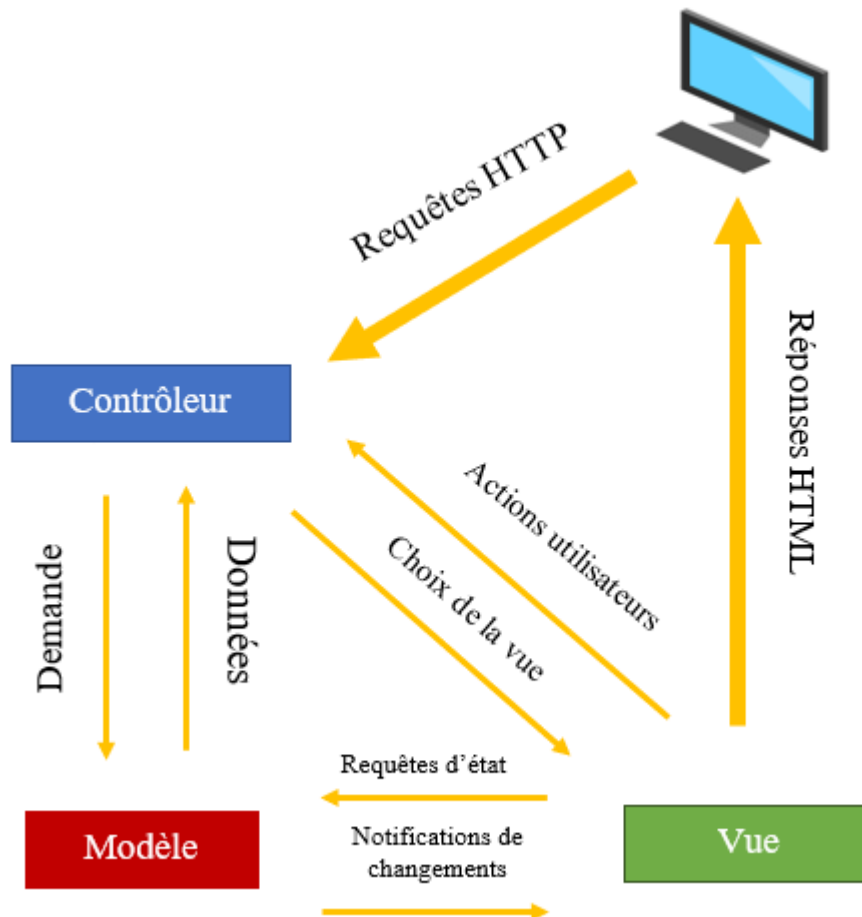 Requêtes HTTP
Réponses HTML
Contrôleur
Actions utilisateurs
Choix de la vue
Demande
Données
Requêtes d’état
Modèle
Notifications de
changements
Vue